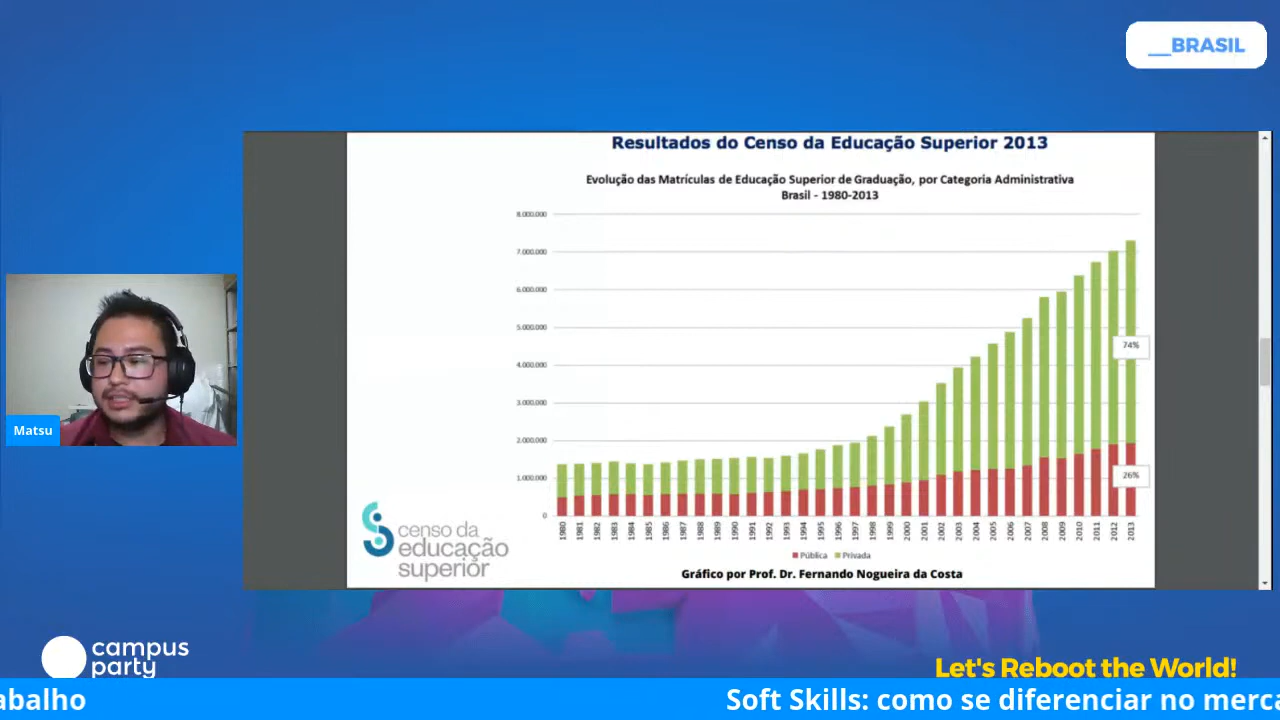 __BRASIL
Resultados do Censo da Educação Superior 2013
Evolução das Matrículas de Educação Superior de Graduação, por Categoria Administrativa
Brasil - 1980-2013
8.000.000
7.000.000
6.000.000
5.000.000
4.000.000
3.000.000
2.000.000
1.000.000
0
74%
26%
1980 1981 1982 1983 1984 1985 1986 1987 1988 1989 1990 1991 1992 1993 1994 1995 1996 1997 1998 1999 2000 2001 2002 2003 2004 2005 2006 2007 2008 2009 2010 2011 2012 2013
Pública Privada
Gráfico por Prof. Dr. Fernando Nogueira da Costa
censo da
educação
superior
Matsu
campus
party
Let's Reboot the World!
abalho Soft Skills: como se diferenciar no merca